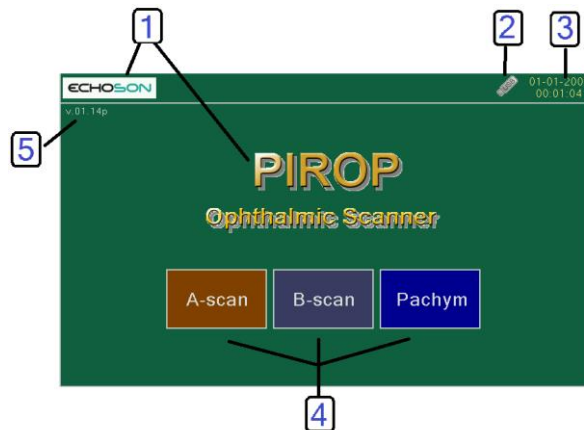 1
2
3
ECHOSON
01-01-200
00:01:04
v.01.14p
5
PIROP
Ophthalmic Scanner
A-scan
B-scan
Pachym
4